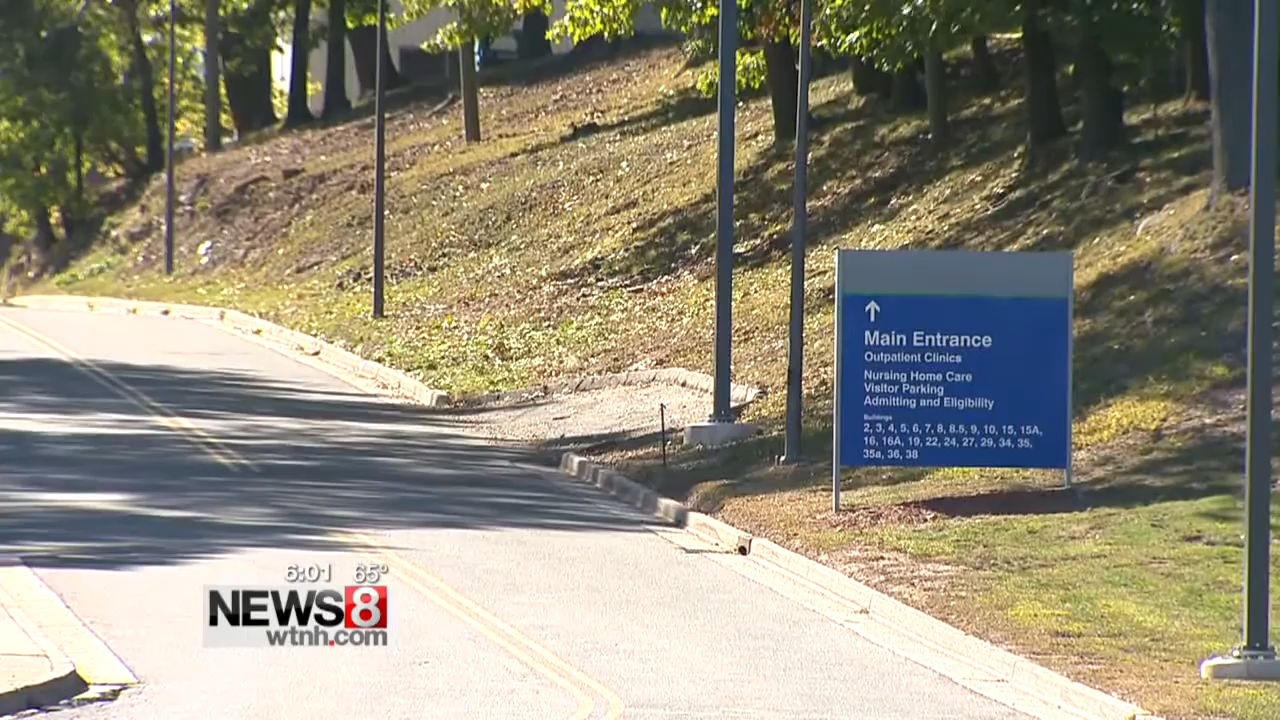 Main Entrance
Outpatient Clinics
Nursing Home Care
Visitor Parking
Admitting and Eligibility
Buildings
2, 3, 4, 5, 6, 7, 8, 8.5, 9, 10, 15, 15A,
16, 16A, 19, 22, 24, 27, 29, 34, 35,
35a, 36, 38
6:01 65°
NEWS 8
wtnh.com